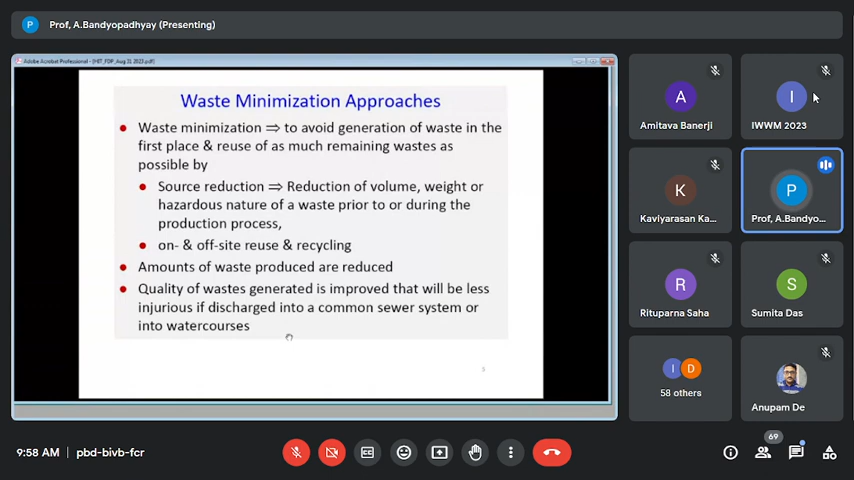 P Prof, A.Bandyopadhyay (Presenting)
Waste Minimization Approaches
Waste minimization ⇒ to avoid generation of waste in the
first place & reuse of as much remaining wastes as
possible by
Source reduction ⇒ Reduction of volume, weight or
hazardous nature of a waste prior to or during the
production process,
on- & off-site reuse & recycling
Amounts of waste produced are reduced
Quality of wastes generated is improved that will be less
injurious if discharged into a common sewer system or
into watercourses
A
Amitava Banerji
I
IWWM 2023
K
Kaviyarasan Ka...
P
Prof, A.Bandyo...
R
Rituparna Saha
S
Sumita Das
I D
58 others
Anupam De
9:58 AM | pbd-bivb-fcr
CC
69